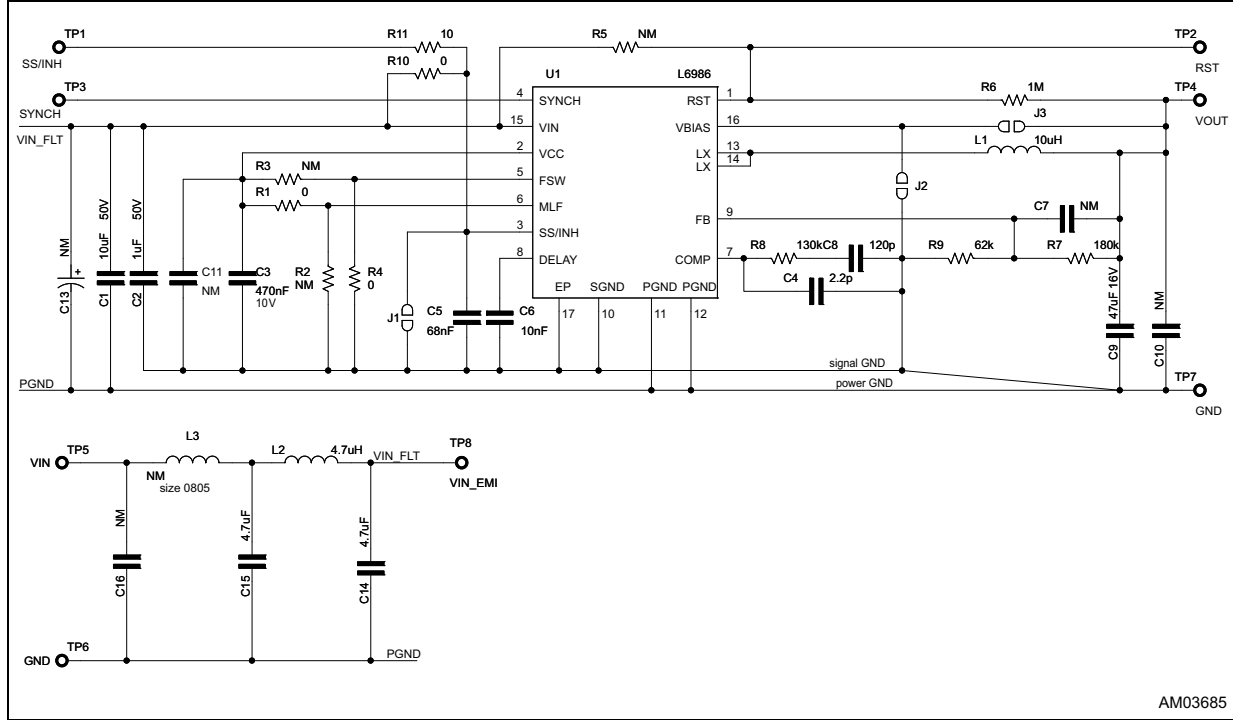 TP1
SS/INH
R11 10
R10 0
R5 NM
TP2
RST
U1 L6986
TP3
SYNCH
4 SYNCH
RST 1
R6 1M
TP4
VOUT
VIN_FLT
15 VIN
VBIAS 16
J3
2 VCC
LX 13
LX 14
L1 10uH
R3 NM
5 FSW
J2
R1 0
6 MLF
FB 9
C7 NM
3 SS/INH
8 DELAY
COMP 7
R8 130k
C8 120p
R9 62k
R7 180k
C4 2.2p
EP SGND PGND PGND
17 10 11 12
NM
C13
10uF 50V
C1
1uF 50V
C2
C11
NM
C3
470nF
10V
R2
NM
R4
0
J1
C5
68nF
C6
10nF
47uF 16V
C9
NM
C10
signal GND
power GND
PGND
TP7
GND
VIN TP5
L3
NM
size 0805
L2 4.7uH
VIN_FLT
TP8
VIN_EMI
NM
C16
4.7uF
C15
4.7uF
C14
GND TP6
PGND
AM03685